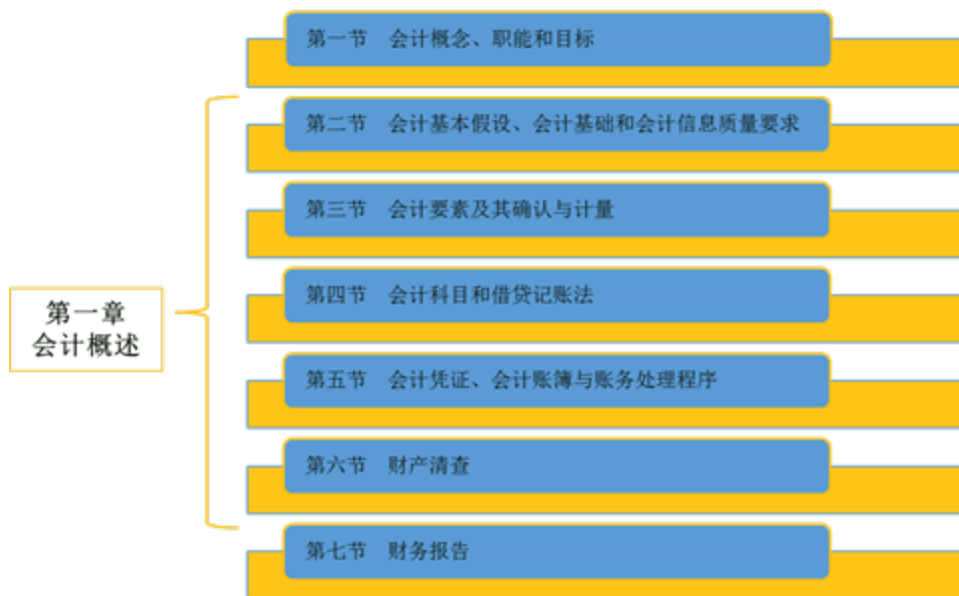 第一节 会计概念、职能和目标
第二节 会计基本假设、会计基础和会计信息质量要求
第三节 会计要素及其确认与计量
第一章
会计概述
第四节 会计科目和借贷记账法
第五节 会计凭证、会计账簿与账务处理程序
第六节 财产清查
第七节 财务报告